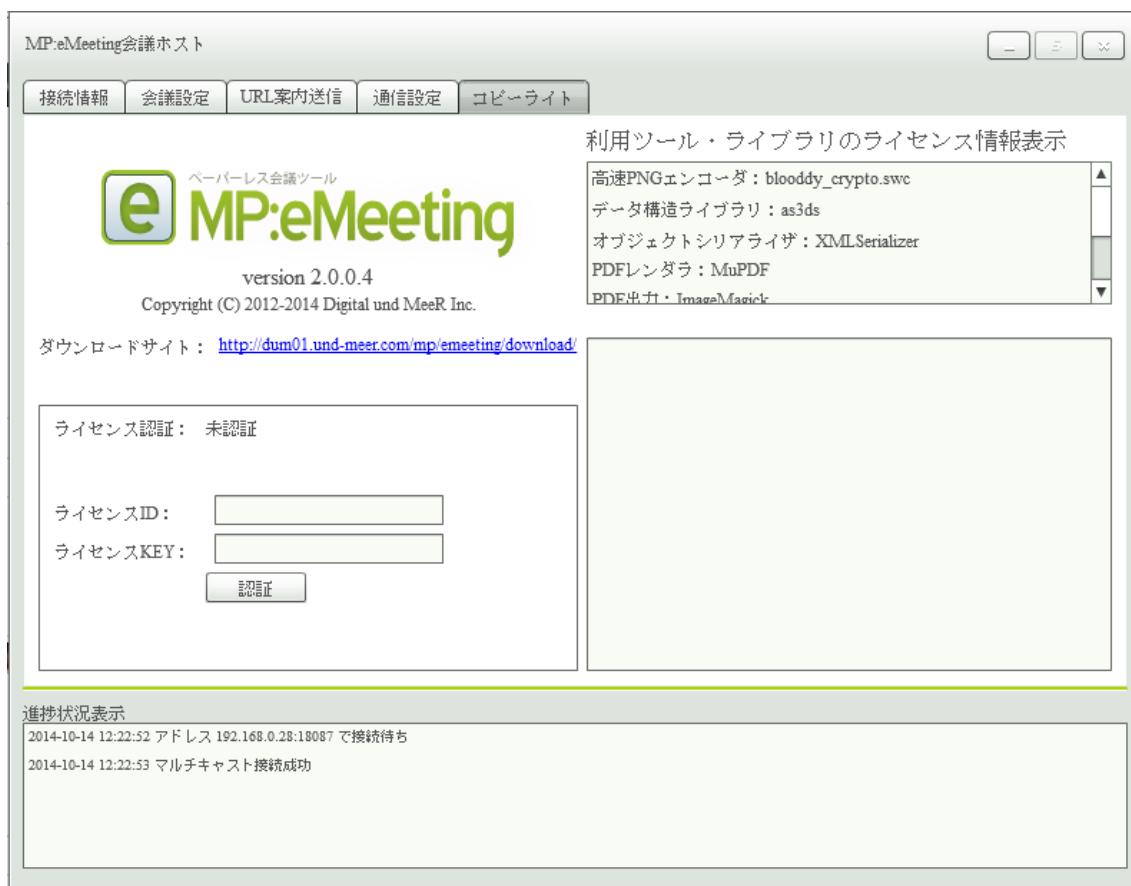 MP:eMeeting会議ホスト
接続情報
会議設定
URL案内送信
通信設定
コピーライト
e
ペーパーレス会議ツール
MP:eMeeting
version 2.0.0.4
Copyright (C) 2012-2014 Digital und MeeR Inc.
ダウンロードサイト：
http://dum01.und-meer.com/mp/emeeting/download/
ライセンス認証： 未認証
ライセンスID：
ライセンスKEY：
認証
利用ツール・ライブラリのライセンス情報表示
高速PNGエンコーダ：blooddy_crypto.swc
データ構造ライブラリ：as3ds
オブジェクトシリアライザ：XMLSerializer
PDFレンダラ：MuPDF
PDF出力：ImageMagick
進捗状況表示
2014-10-14 12:22:52 アドレス 192.168.0.28:18087 で接続待ち
2014-10-14 12:22:53 マルチキャスト接続成功